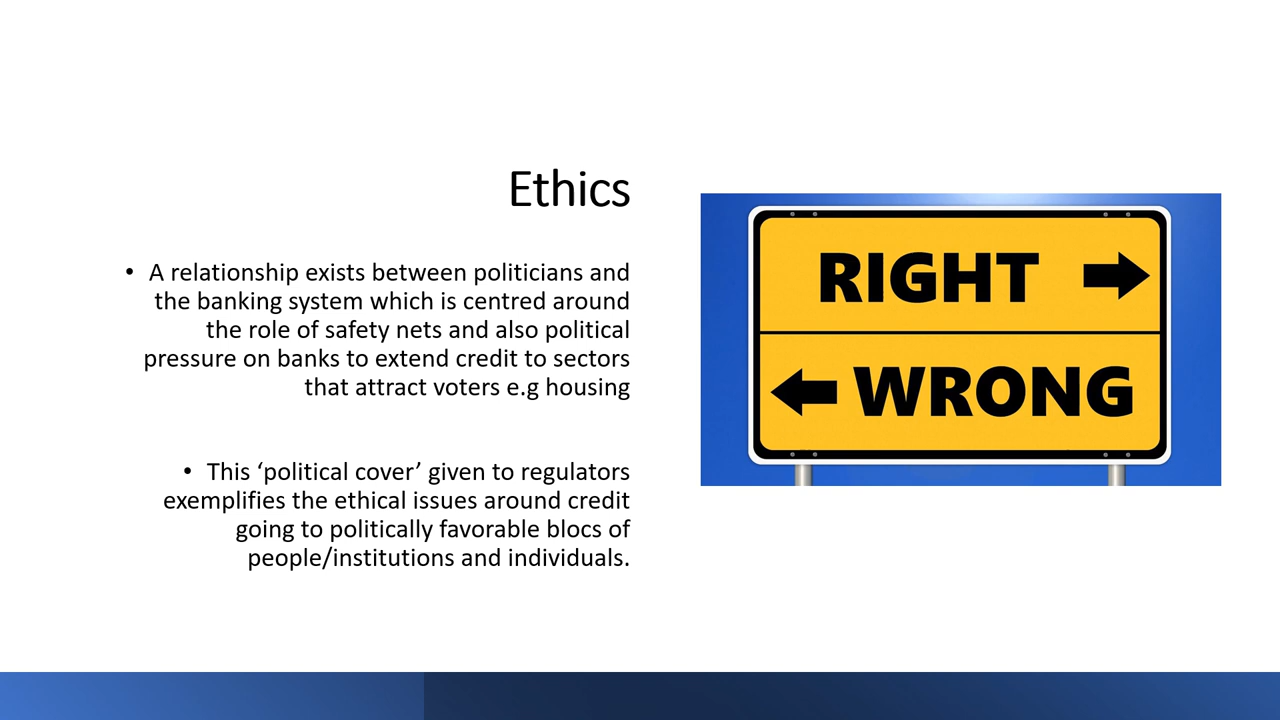 Ethics
• A relationship exists between politicians and
the banking system which is centred around
the role of safety nets and also political
pressure on banks to extend credit to sectors
that attract voters e.g housing
• This ‘political cover’ given to regulators
exemplifies the ethical issues around credit
going to politically favorable blocs of
people/institutions and individuals.
RIGHT
WRONG